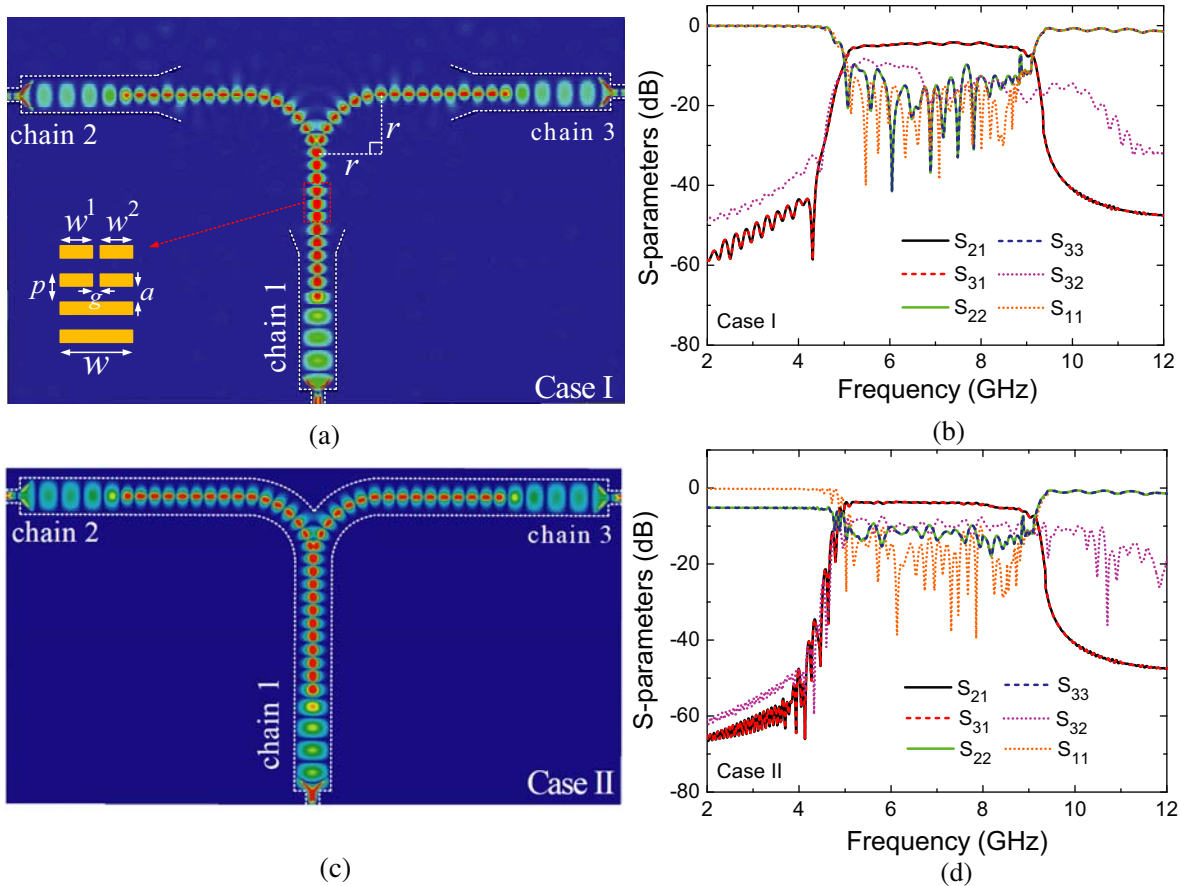 (a)
chain 2
chain 3
r
r
w¹ w²
p
g
a
w
chain 1
Case I
0
-20
-40
-60
-80
S-parameters (dB)
S₂₁ S₃₃
S₃₁ S₃₂
S₂₂ S₁₁
Case I
2 4 6 8 10 12
Frequency (GHz)
(b)
chain 2
chain 3
chain 1
Case II
(c)
0
-20
-40
-60
-80
S-parameters (dB)
S₂₁ S₃₃
S₃₁ S₃₂
S₂₂ S₁₁
Case II
2 4 6 8 10 12
Frequency (GHz)
(d)